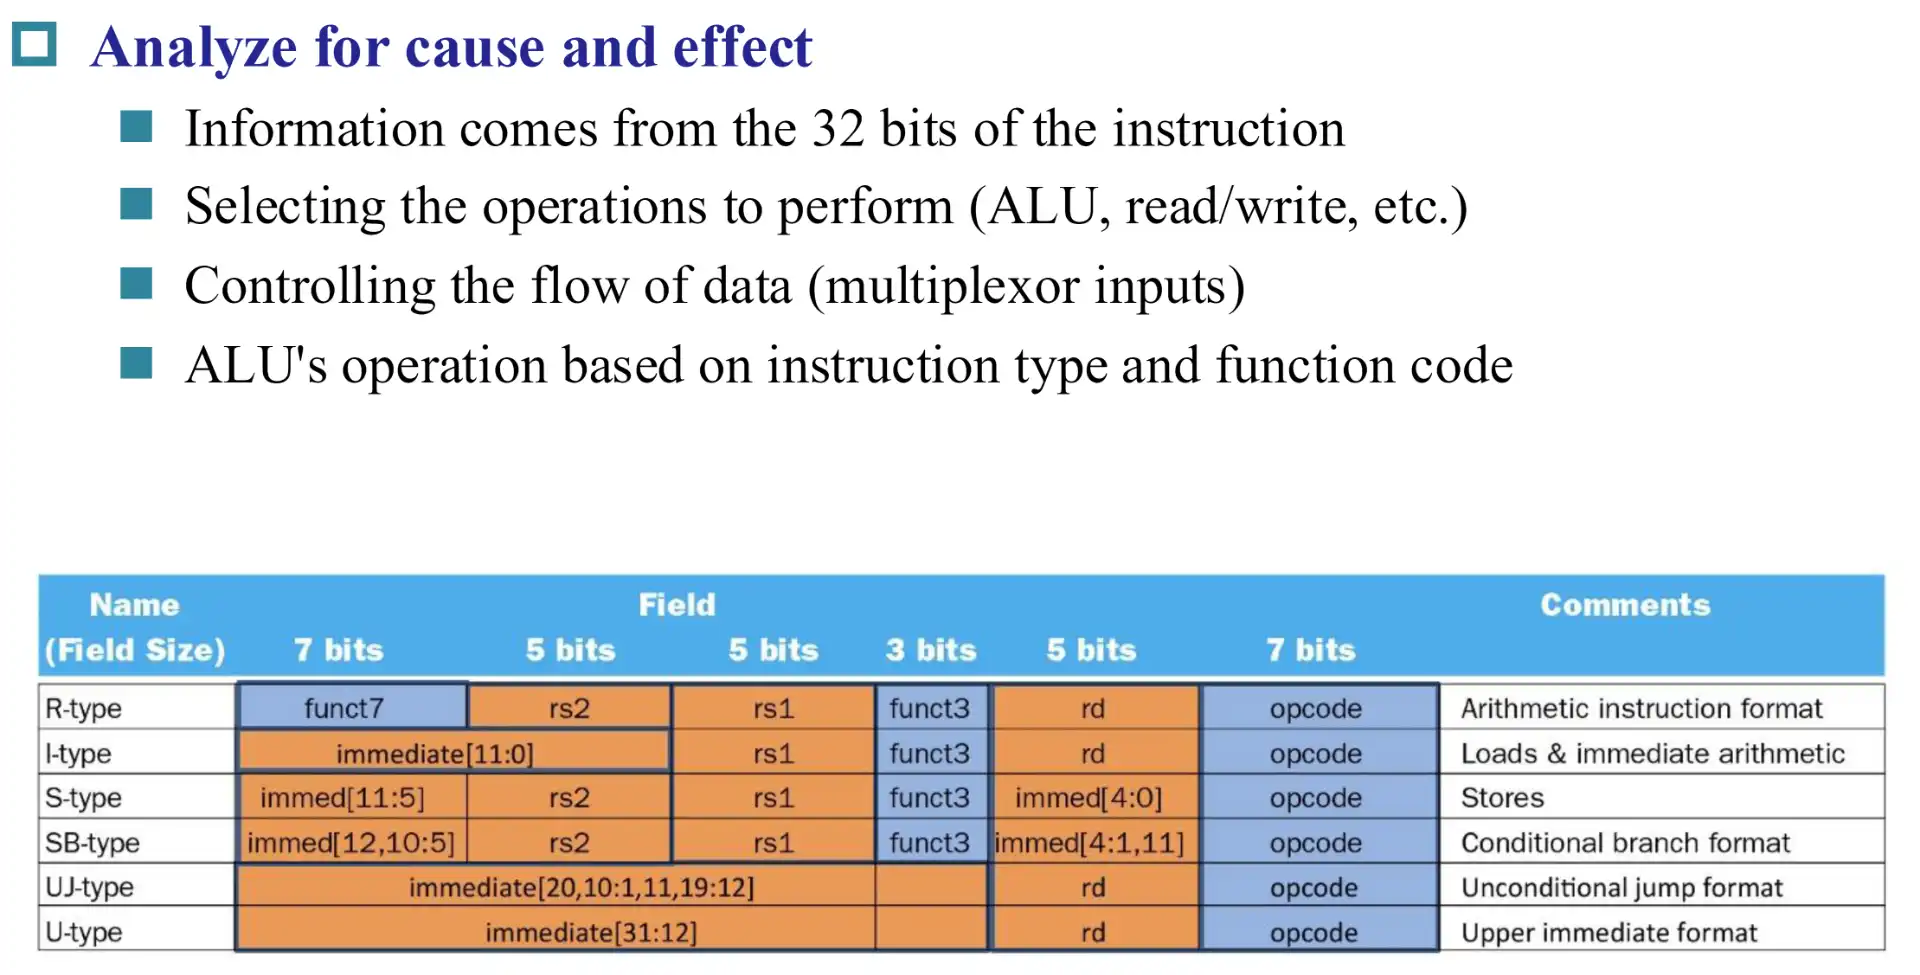 Analyze for cause and effect
Information comes from the 32 bits of the instruction
Selecting the operations to perform (ALU, read/write, etc.)
Controlling the flow of data (multiplexor inputs)
ALU's operation based on instruction type and function code
Name Field Comments
(Field Size) 7 bits 5 bits 5 bits 3 bits 5 bits 7 bits
R-type funct7 rs2 rs1 funct3 rd opcode Arithmetic instruction format
I-type immediate[11:0] rs1 funct3 rd opcode Loads & immediate arithmetic
S-type immed[11:5] rs2 rs1 funct3 immed[4:0] opcode Stores
SB-type immed[12,10:5] rs2 rs1 funct3 immed[4:1,11] opcode Conditional branch format
UJ-type immediate[20,10:1,11,19:12] rd opcode Unconditional jump format
U-type immediate[31:12] rd opcode Upper immediate format